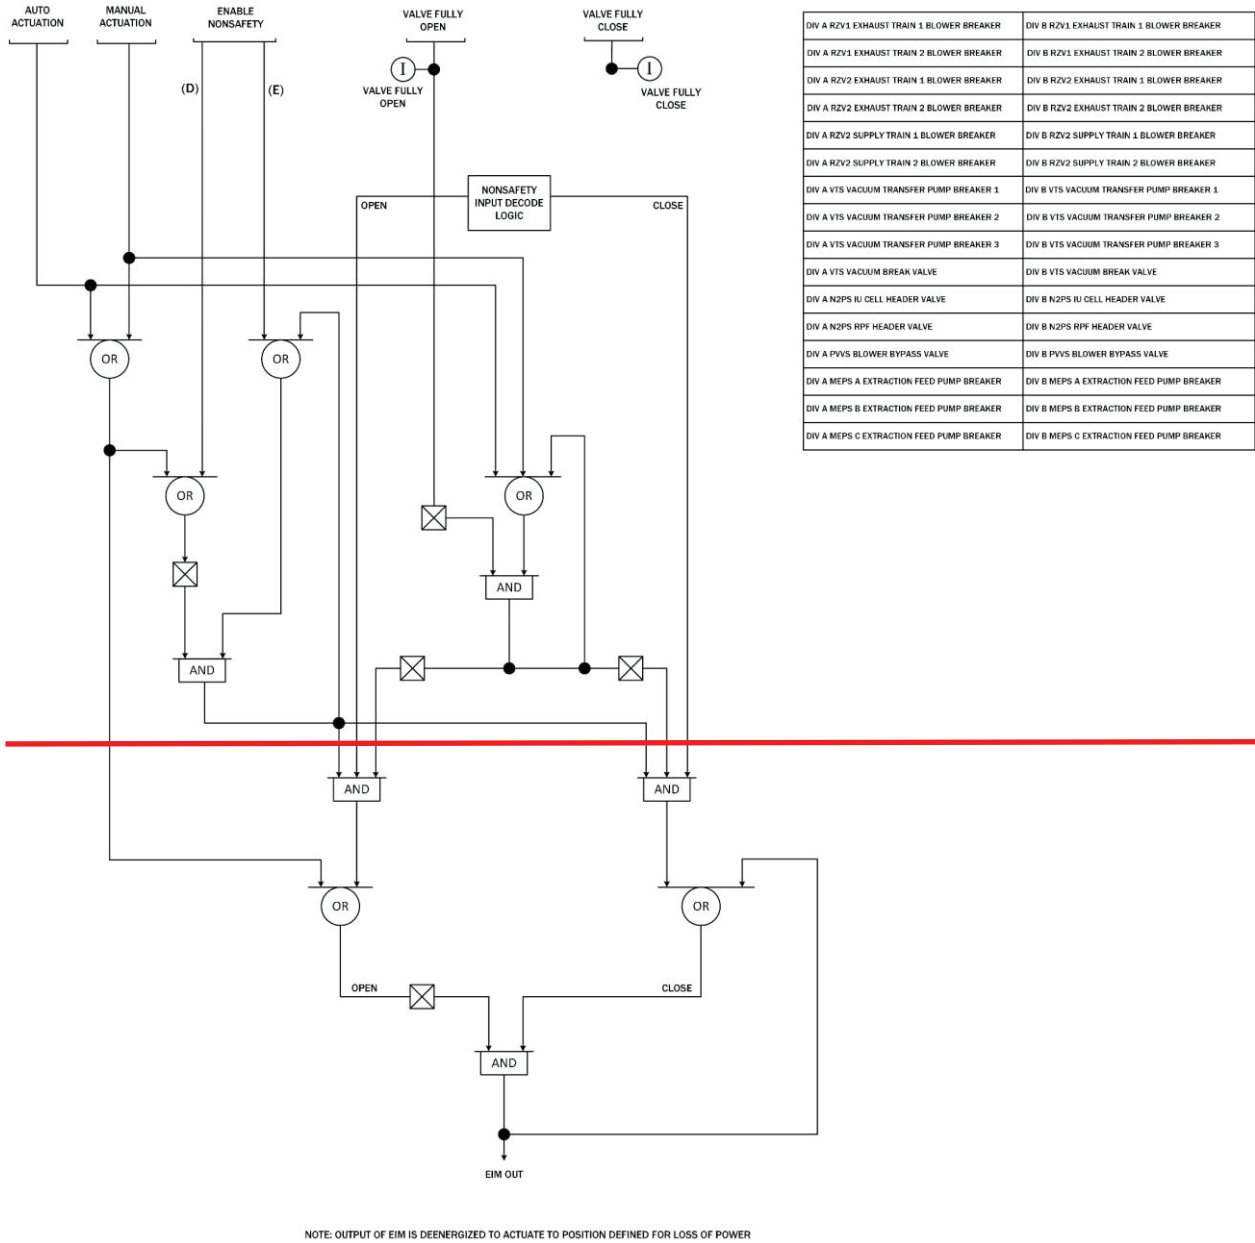 AUTO
ACTUATION
MANUAL
ACTUATION
ENABLE
NONSAFETY
VALVE FULLY
OPEN
VALVE FULLY
CLOSE
(D)
(E)
I
VALVE FULLY
OPEN
I
VALVE FULLY
CLOSE
NONSAFETY
INPUT DECODE
LOGIC
OPEN
CLOSE
OR
OR
OR
OR
AND
AND
AND
AND
OR
OR
OPEN
CLOSE
AND
EIM OUT
DIV A RZV1 EXHAUST TRAIN 1 BLOWER BREAKER DIV B RZV1 EXHAUST TRAIN 1 BLOWER BREAKER
DIV A RZV1 EXHAUST TRAIN 2 BLOWER BREAKER DIV B RZV1 EXHAUST TRAIN 2 BLOWER BREAKER
DIV A RZV2 EXHAUST TRAIN 1 BLOWER BREAKER DIV B RZV2 EXHAUST TRAIN 1 BLOWER BREAKER
DIV A RZV2 EXHAUST TRAIN 2 BLOWER BREAKER DIV B RZV2 EXHAUST TRAIN 2 BLOWER BREAKER
DIV A RZV2 SUPPLY TRAIN 1 BLOWER BREAKER DIV B RZV2 SUPPLY TRAIN 1 BLOWER BREAKER
DIV A RZV2 SUPPLY TRAIN 2 BLOWER BREAKER DIV B RZV2 SUPPLY TRAIN 2 BLOWER BREAKER
DIV A VTS VACUUM TRANSFER PUMP BREAKER 1 DIV B VTS VACUUM TRANSFER PUMP BREAKER 1
DIV A VTS VACUUM TRANSFER PUMP BREAKER 2 DIV B VTS VACUUM TRANSFER PUMP BREAKER 2
DIV A VTS VACUUM TRANSFER PUMP BREAKER 3 DIV B VTS VACUUM TRANSFER PUMP BREAKER 3
DIV A VTS VACUUM BREAK VALVE DIV B VTS VACUUM BREAK VALVE
DIV A N2PS IU CELL HEADER VALVE DIV B N2PS IU CELL HEADER VALVE
DIV A N2PS RPF HEADER VALVE DIV B N2PS RPF HEADER VALVE
DIV A PVVS BLOWER BYPASS VALVE DIV B PVVS BLOWER BYPASS VALVE
DIV A MEPS A EXTRACTION FEED PUMP BREAKER DIV B MEPS A EXTRACTION FEED PUMP BREAKER
DIV A MEPS B EXTRACTION FEED PUMP BREAKER DIV B MEPS B EXTRACTION FEED PUMP BREAKER
DIV A MEPS C EXTRACTION FEED PUMP BREAKER DIV B MEPS C EXTRACTION FEED PUMP BREAKER
NOTE: OUTPUT OF EIM IS DEENERGIZED TO ACTUATE TO POSITION DEFINED FOR LOSS OF POWER